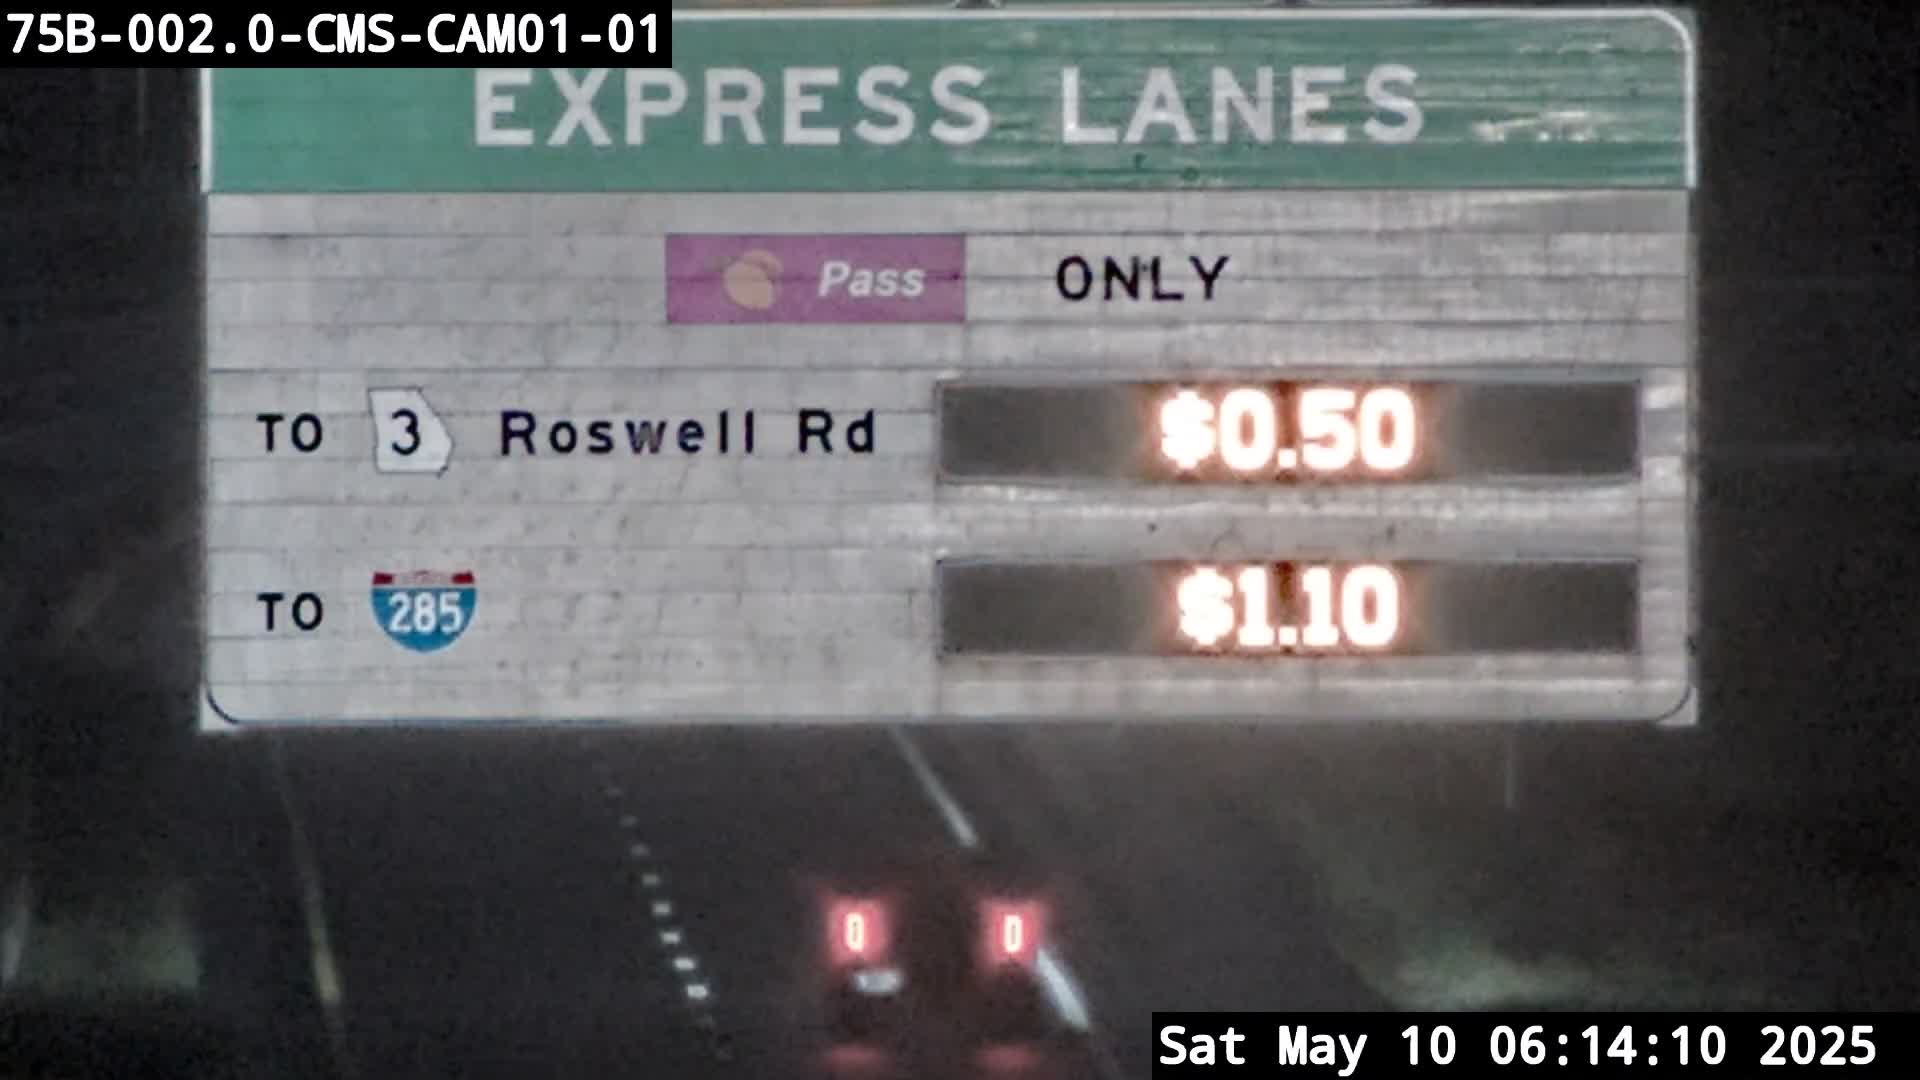 75B-002.0-CMS-CAM01-01
EXPRESS LANES
Pass ONLY
TO 3 Roswell Rd $0.50
TO 285 $1.10
Sat May 10 06:14:10 2025